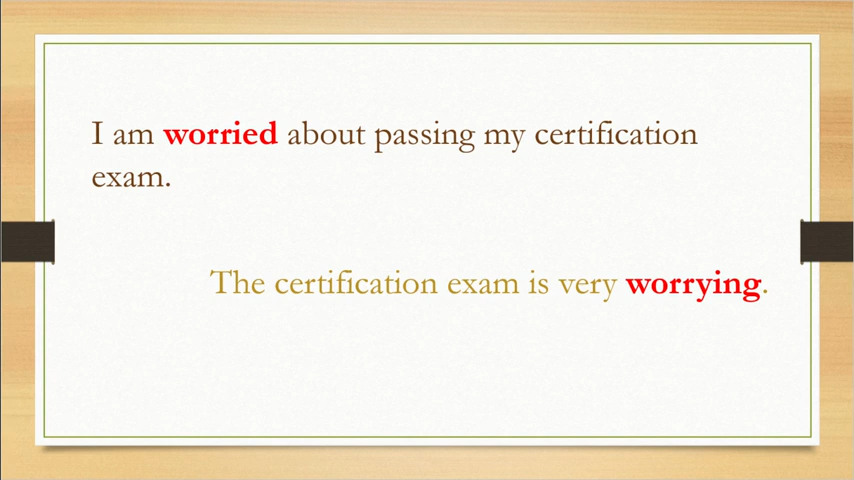 I am worried about passing my certification
exam.
The certification exam is very worrying.